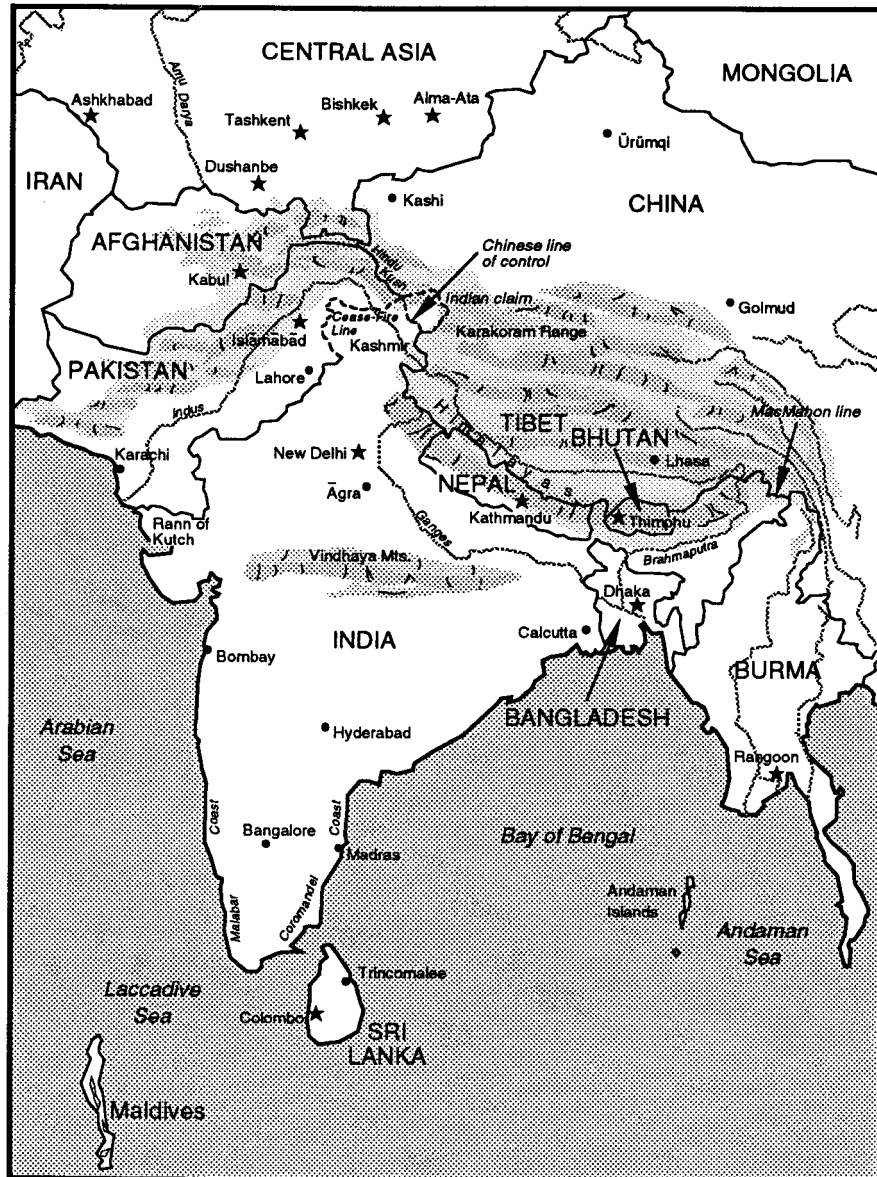 CENTRAL ASIA
MONGOLIA
Amu Darya
Ashkhabad
Bishkek
Alma-Ata
Tashkent
Ürümqi
Dushanbe
IRAN
Kashi
CHINA
AFGHANISTAN
Hindu Kush
Chinese line
of control
Kabul
Indian claim
Golmud
Cease-Fire
Line
Islāmābād
Karakoram Range
Kashmir
PAKISTAN
Lahore
Indus
MacMahon line
TIBET
Himalayas
BHUTAN
Karachi
New Delhi
Lhasa
NEPAL
Āgra
Kathmandu
Thimphu
Rann of
Kutch
Ganges
Brahmaputra
Vindhaya Mts.
Dhaka
Calcutta
INDIA
Bombay
BURMA
BANGLADESH
Arabian
Sea
Hyderabad
Rangoon
Coast
Coast
Bangalore
Madras
Bay of Bengal
Malabar
Coromandel
Andaman
Islands
Andaman
Sea
Trincomalee
Laccadive
Sea
Colombo
SRI
LANKA
Maldives